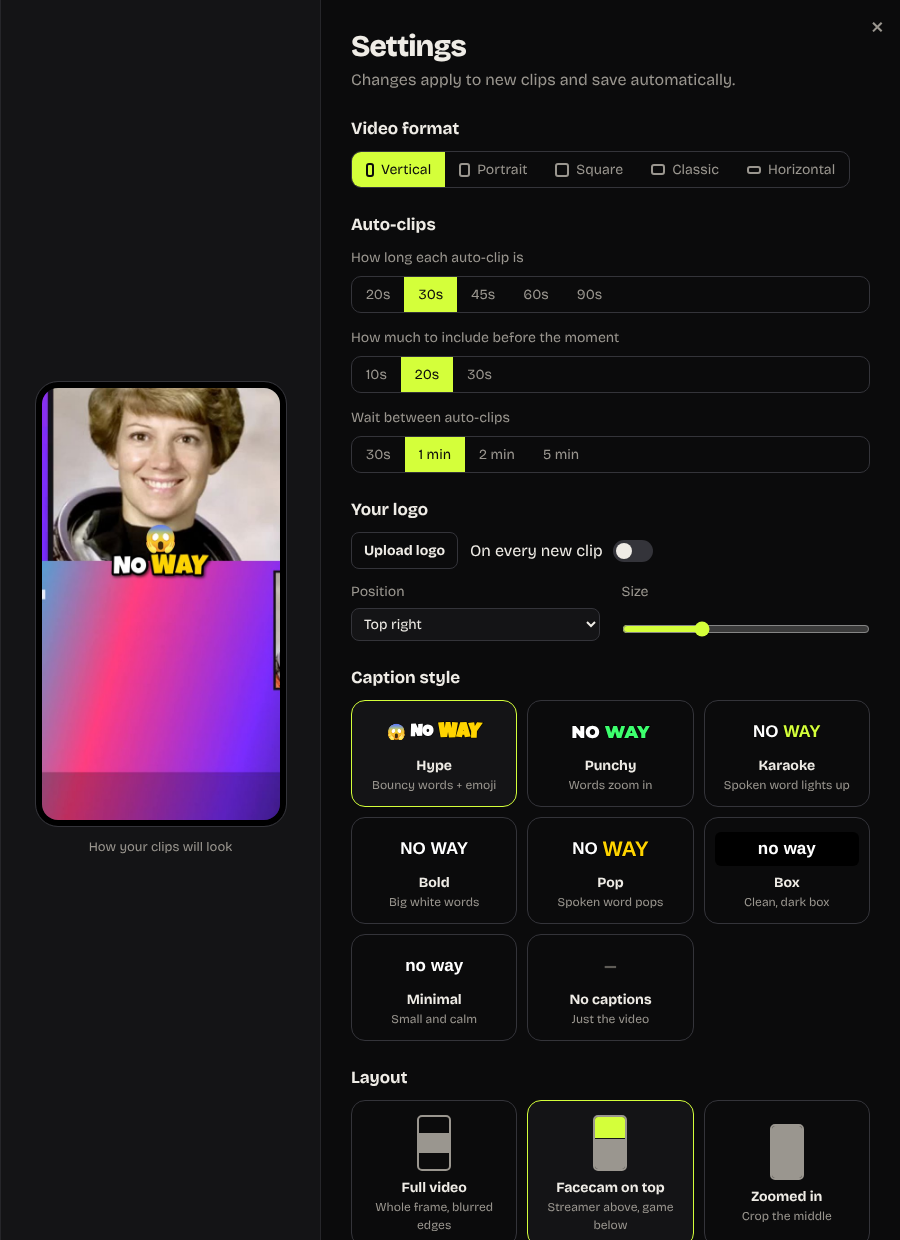 Settings
Changes apply to new clips and save automatically.
Video format
Vertical Portrait Square Classic Horizontal
Auto-clips
How long each auto-clip is
20s 30s 45s 60s 90s
How much to include before the moment
10s 20s 30s
Wait between auto-clips
30s 1 min 2 min 5 min
Your logo
Upload logo On every new clip
Position Size
Top right
Caption style
NO WAY NO WAY NO WAY
Hype Punchy Karaoke
Bouncy words + emoji Words zoom in Spoken word lights up
NO WAY NO WAY no way
Bold Pop Box
Big white words Spoken word pops Clean, dark box
no way –
Minimal No captions
Small and calm Just the video
Layout
Full video Facecam on top Zoomed in
Whole frame, blurred edges Streamer above, game below Crop the middle
NO WAY
How your clips will look